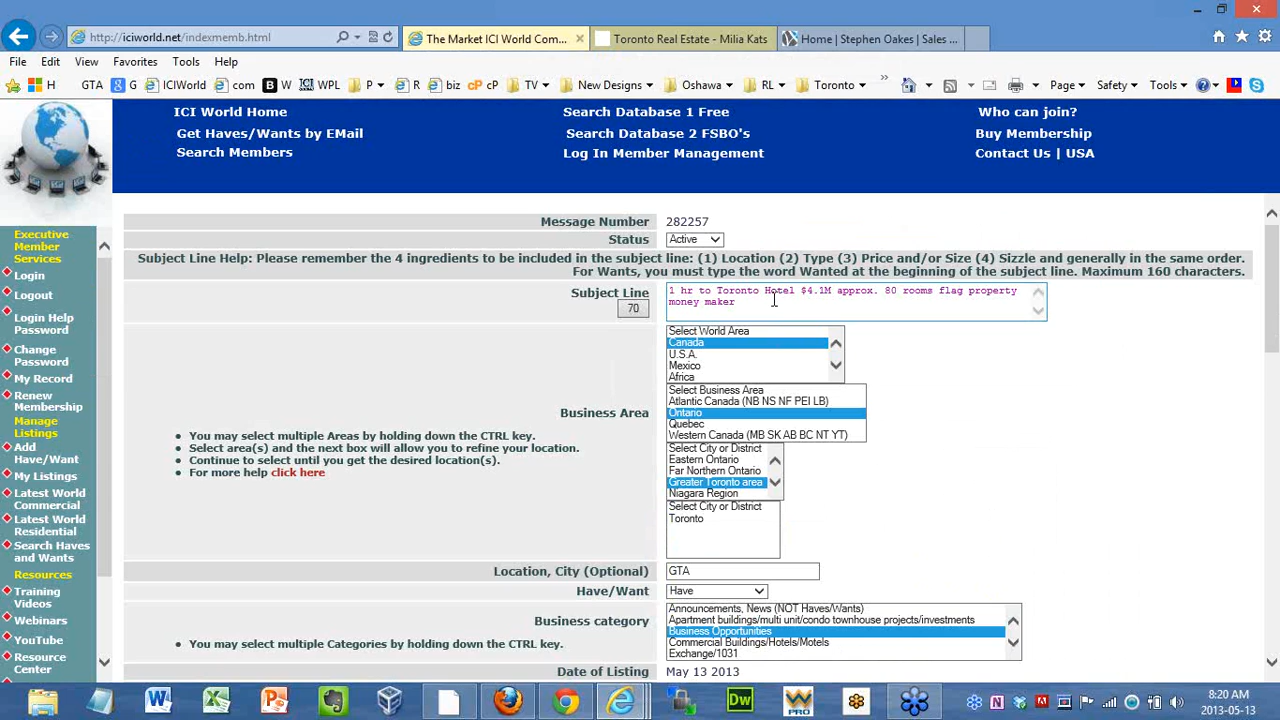 http://iciworld.net/indexmemb.html
The Market ICI World Com...
Toronto Real Estate - Milia Kats
Home | Stephen Oakes | Sales ...
File Edit View Favorites Tools Help
H GTA G ICIWorld com W WPL P R biz cP New Designs TV Oshawa RL Toronto Page Safety Tools
ICI World Home
Search Database 1 Free
Who can join?
Get Haves/Wants by EMail
Search Database 2 FSBO's
Buy Membership
Search Members
Log In Member Management
Contact Us | USA
Executive
Member
Services
Login
Logout
Login Help
Password
Change
Password
My Record
Renew
Membership
Manage
Listings
Add
Have/Want
My Listings
Latest World
Commercial
Latest World
Residential
Search Haves
and Wants
Resources
Training
Videos
Webinars
YouTube
Resource
Center
Message Number 282257
Status Active
Subject Line Help: Please remember the 4 ingredients to be included in the subject line: (1) Location (2) Type (3) Price and/or Size (4) Sizzle and generally in the same order.
For Wants, you must type the word Wanted at the beginning of the subject line. Maximum 160 characters.
Subject Line
70
1 hr to Toronto Hotel $4.1M approx. 80 rooms flag property
money maker
Business Area
You may select multiple Areas by holding down the CTRL key.
Select area(s) and the next box will allow you to refine your location.
Continue to select until you get the desired location(s).
For more help click here
Select World Area
Canada
U.S.A.
Mexico
Africa
Select Business Area
Atlantic Canada (NB NS NF PEI LB)
Ontario
Quebec
Western Canada (MB SK AB BC NT YT)
Select City or District
Eastern Ontario
Far Northern Ontario
Greater Toronto area
Niagara Region
Select City or District
Toronto
Location, City (Optional) GTA
Have/Want Have
Business category
You may select multiple Categories by holding down the CTRL key.
Announcements, News (NOT Haves/Wants)
Apartment buildings/multi unit/condo townhouse projects/investments
Business Opportunities
Commercial Buildings/Hotels/Motels
Exchange/1031
Date of Listing May 13 2013
8:20 AM
2013-05-13